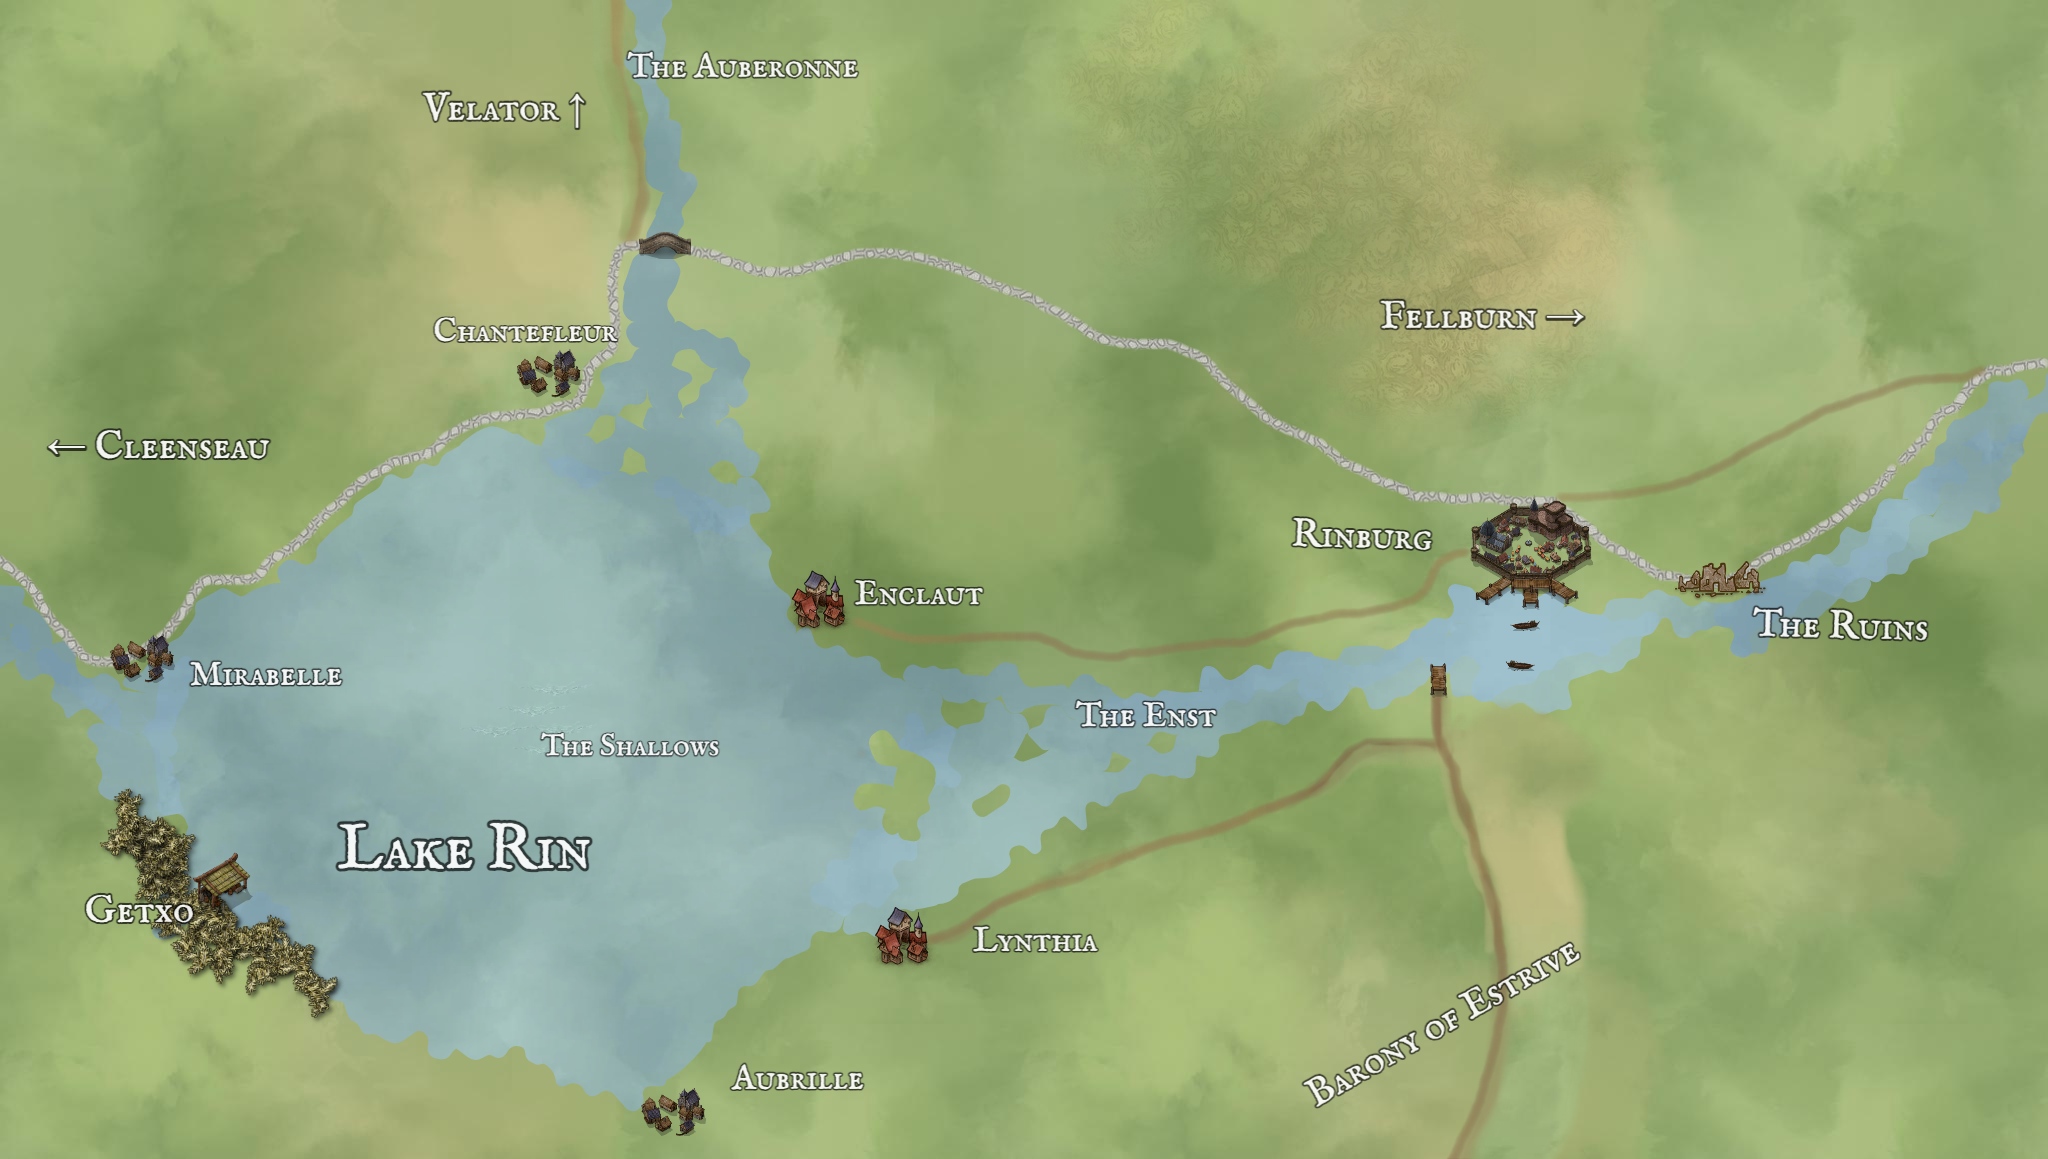 The Auberonne
Velator ↑
Fellburn →
Chantefleur
← Cleenseau
Rinburg
Enclaut
The Ruins
Mirabelle
The Enst
The Shallows
Lake Rin
Getxo
Lynthia
Barony of Estrive
Aubrille